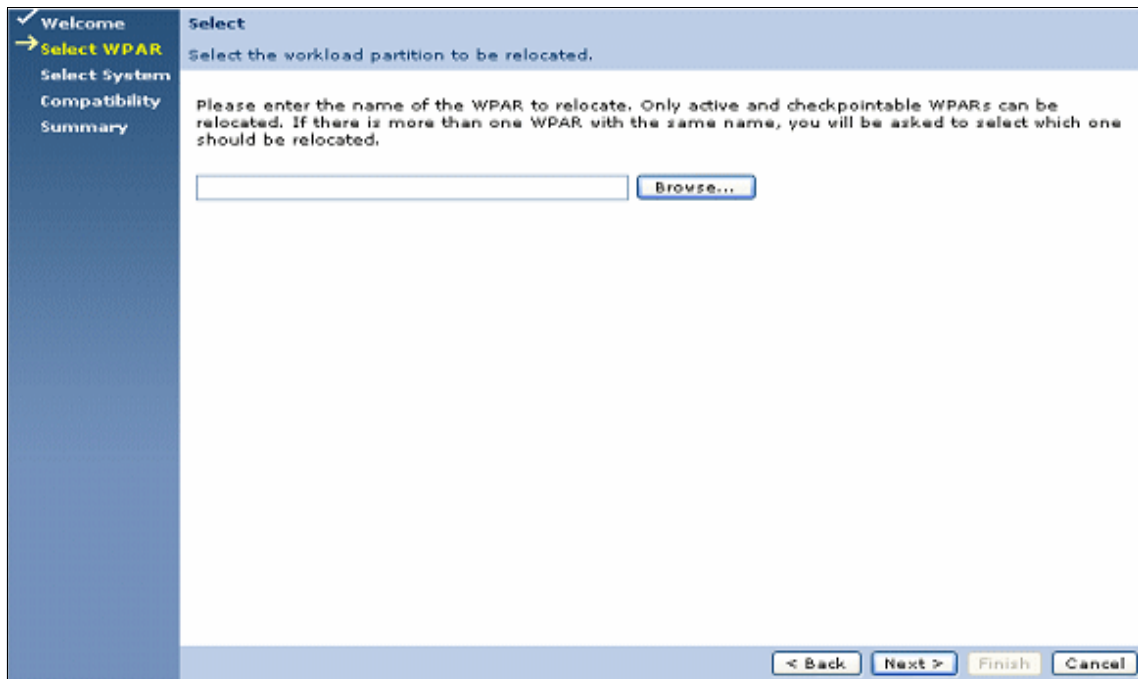 Welcome
Select WPAR
Select System
Compatibility
Summary
Select
Select the workload partition to be relocated.
Please enter the name of the WPAR to relocate. Only active and checkpointable WPARs can be
relocated. If there is more than one WPAR with the same name, you will be asked to select which one
should be relocated.
Browse...
< Back
Next >
Finish
Cancel